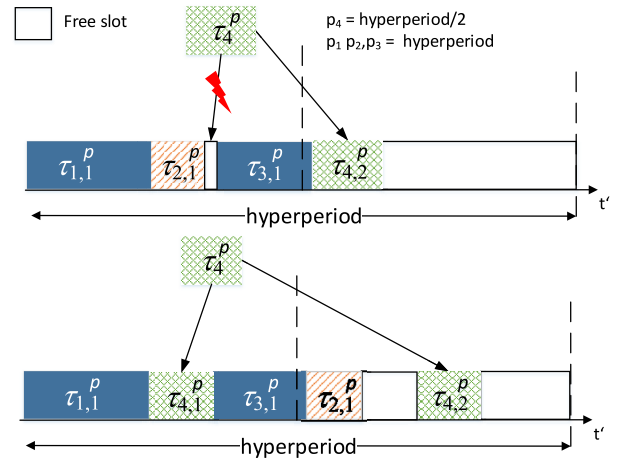 Free slot
τ₄ᵖ
p₄ = hyperperiod/2
p₁ p₂,p₃ = hyperperiod
τ₁,₁ᵖ τ₂,₁ᵖ τ₃,₁ᵖ τ₄,₂ᵖ
t‘
hyperperiod
τ₄ᵖ
τ₁,₁ᵖ τ₄,₁ᵖ τ₃,₁ᵖ τ₂,₁ᵖ τ₄,₂ᵖ
t‘
hyperperiod